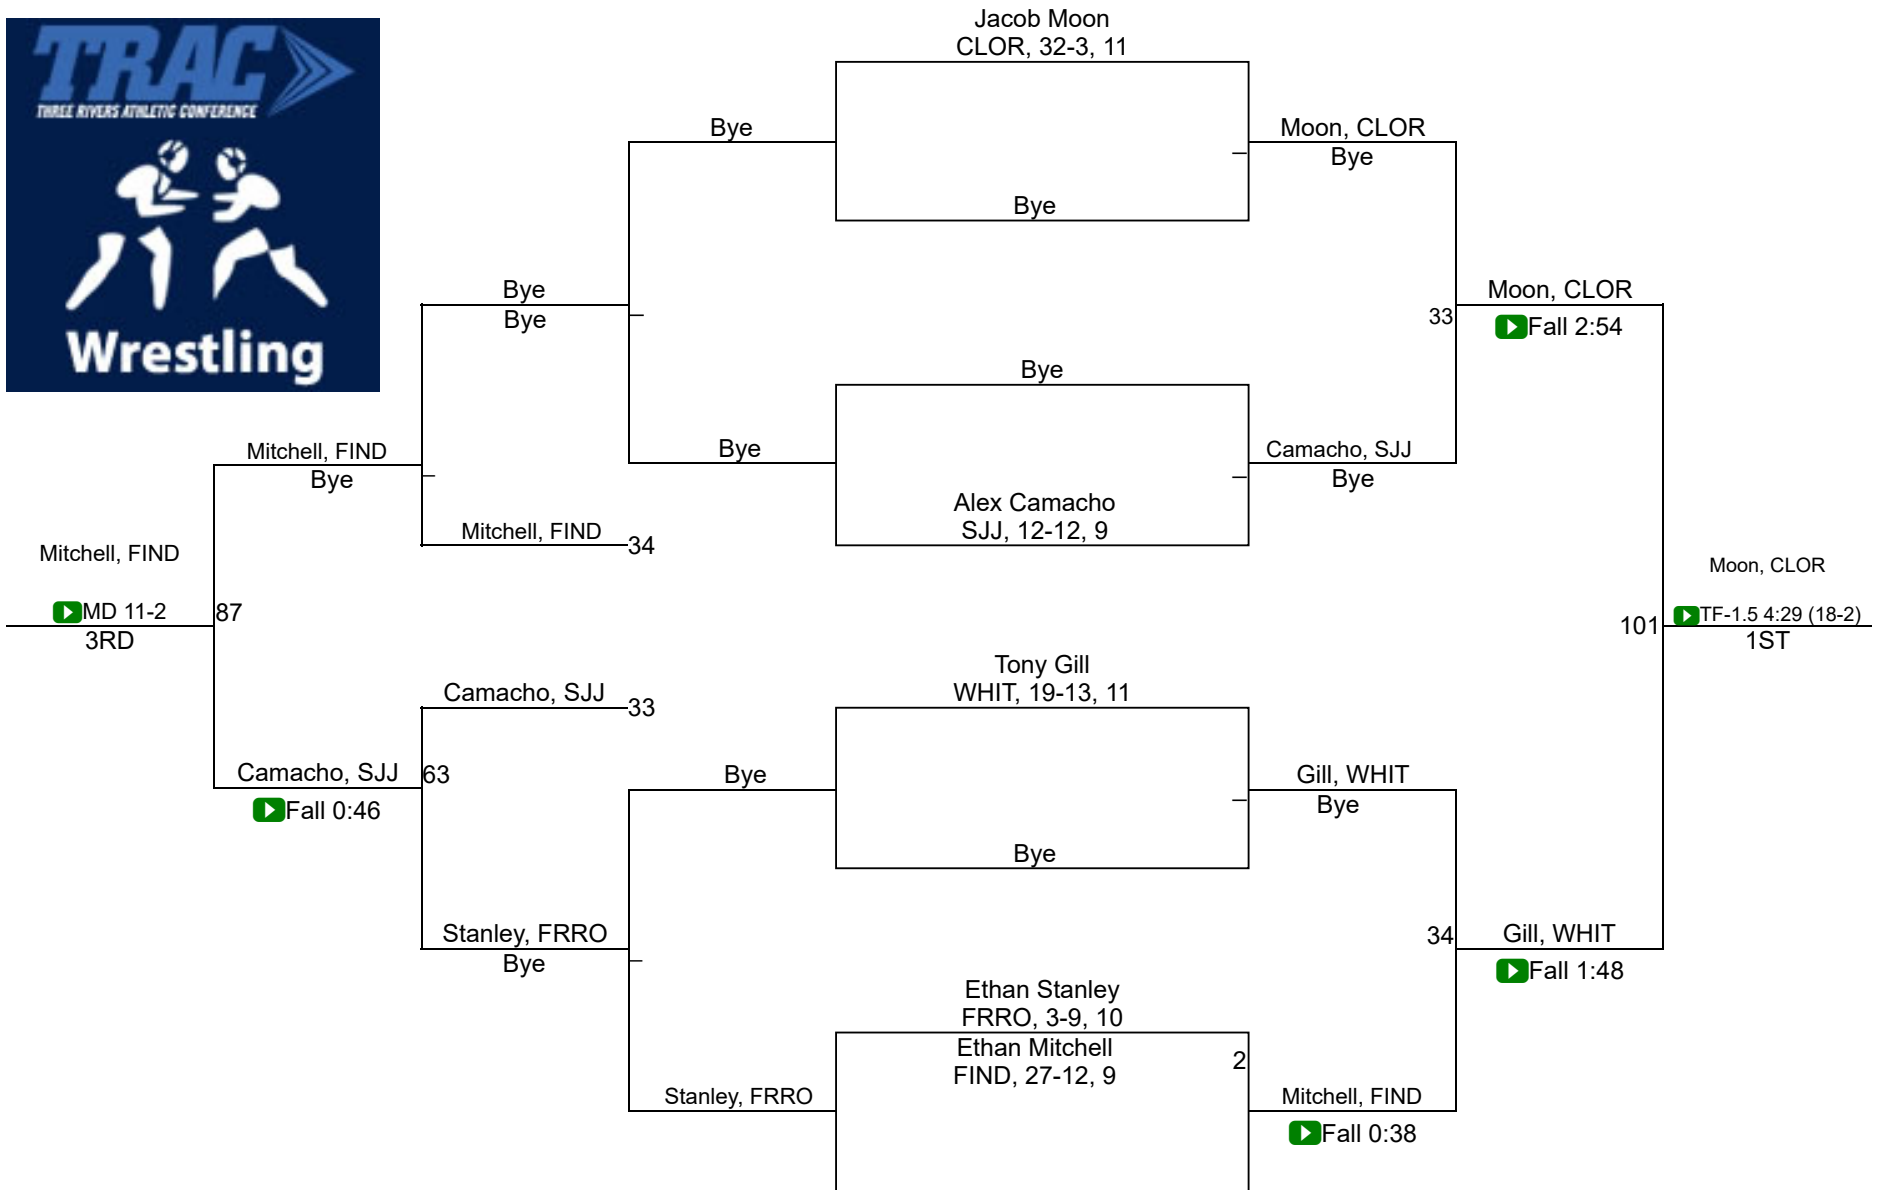 TRAC
THREE RIVERS ATHLETIC CONFERENCE
Wrestling
Jacob Moon
CLOR, 32-3, 11
Bye
Moon, CLOR
Bye
Bye
Bye
Bye
Moon, CLOR
33
Fall 2:54
Bye
Bye
Camacho, SJJ
Bye
Mitchell, FIND
Bye
Alex Camacho
SJJ, 12-12, 9
Mitchell, FIND
34
Mitchell, FIND
MD 11-2
87
3RD
Moon, CLOR
101
TF-1.5 4:29 (18-2)
1ST
Tony Gill
WHIT, 19-13, 11
Camacho, SJJ
33
Camacho, SJJ
63
Fall 0:46
Bye
Gill, WHIT
Bye
Bye
Stanley, FRRO
Bye
34
Gill, WHIT
Fall 1:48
Ethan Stanley
FRRO, 3-9, 10
Ethan Mitchell
FIND, 27-12, 9
2
Stanley, FRRO
Mitchell, FIND
Fall 0:38